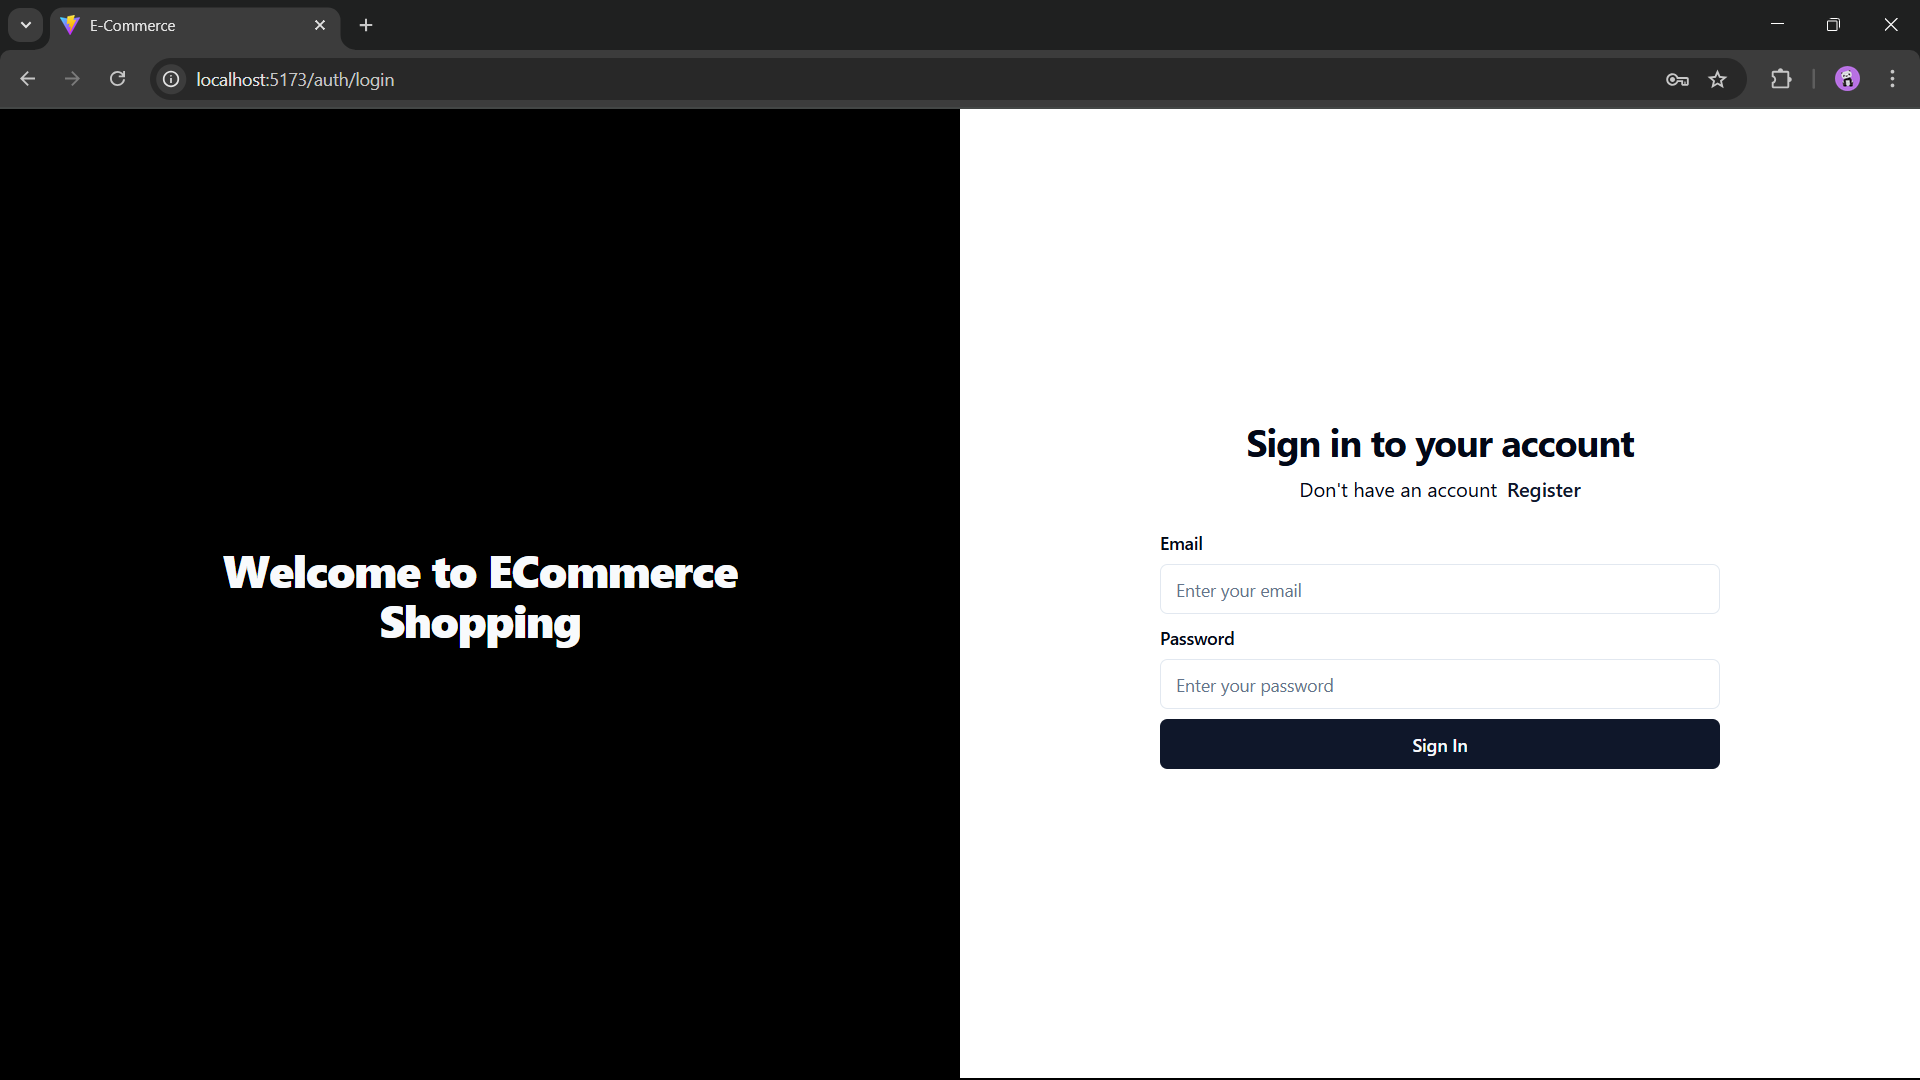 E-Commerce
localhost:5173/auth/login
Welcome to ECommerce
Shopping
Sign in to your account
Don't have an account Register
Email
Enter your email
Password
Enter your password
Sign In